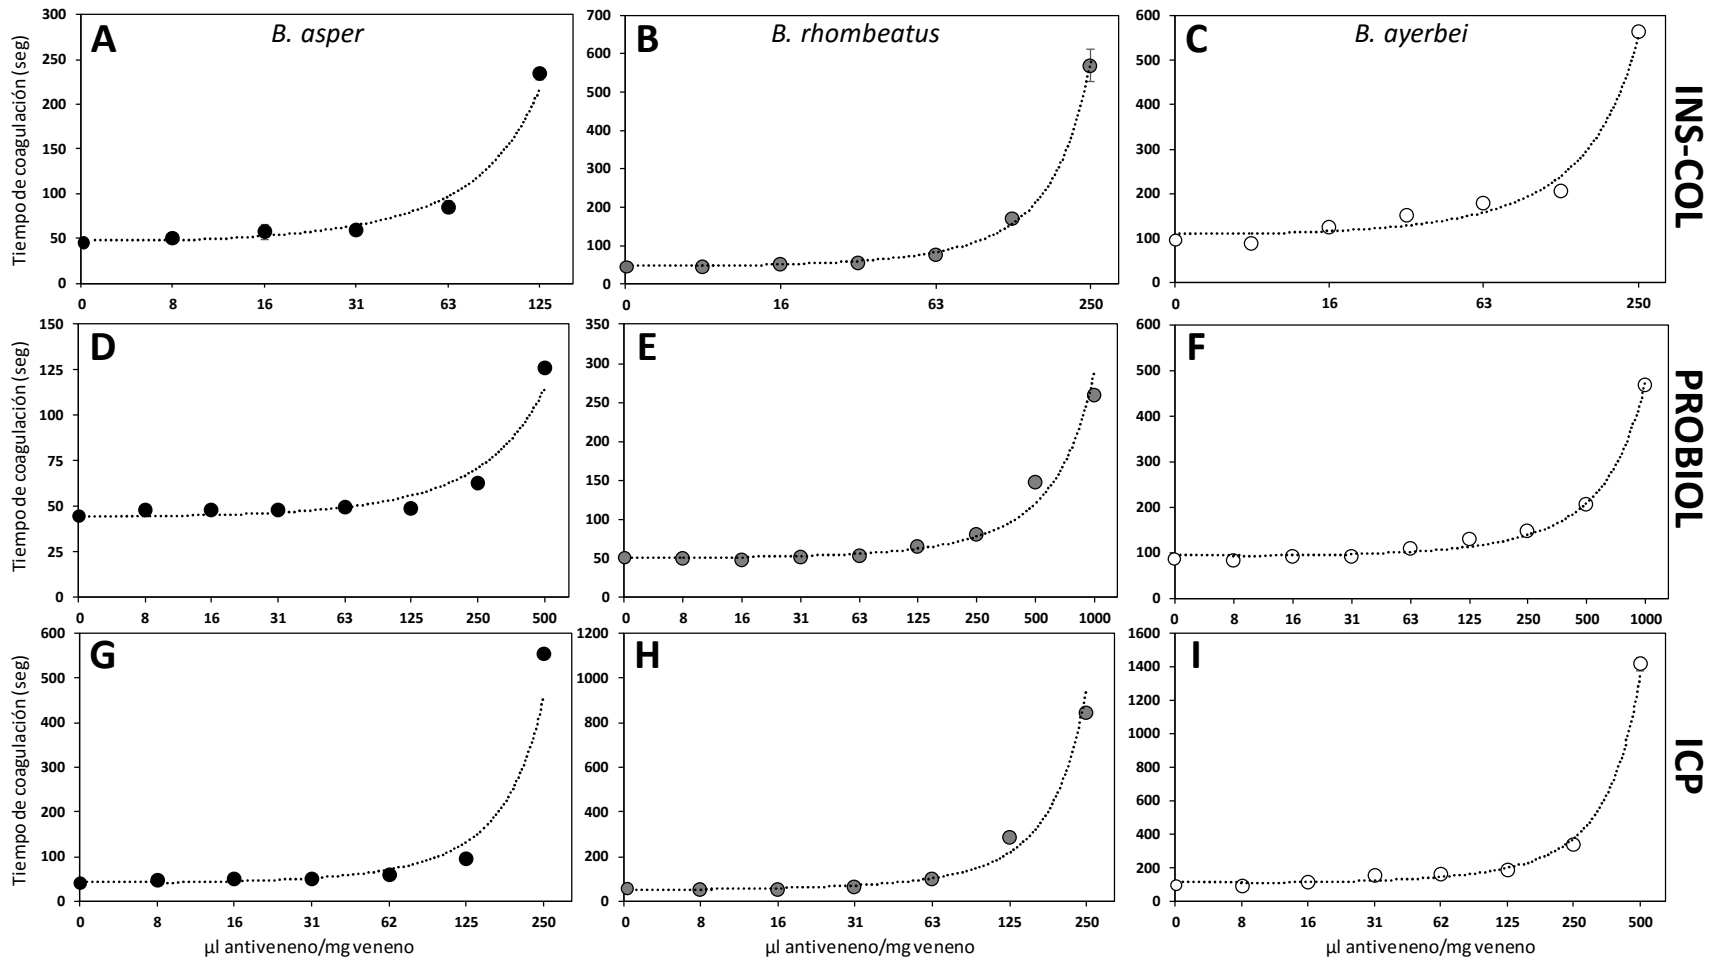 A
B. asper
300
250
200
150
100
50
0
Tiempo de coagulación (seg)
0 8 16 31 63 125
B
B. rhombeatus
700
600
500
400
300
200
100
0
0 16 63 250
C
B. ayerbei
600
500
400
300
200
100
0
0 16 63 250
INS-COL
D
150
125
100
75
50
25
0
Tiempo de coagulación (seg)
0 8 16 31 63 125 250 500
E
350
300
250
200
150
100
50
0
0 8 16 31 63 125 250 500 1000
F
600
500
400
300
200
100
0
0 8 16 31 63 125 250 500 1000
PROBIOL
G
600
500
400
300
200
100
0
Tiempo de coagulación (seg)
0 8 16 31 62 125 250
µl antiveneno/mg veneno
H
1200
1000
800
600
400
200
0
0 8 16 31 63 125 250
I
1600
1400
1200
1000
800
600
400
200
0
0 8 16 31 62 125 250 500
µl antiveneno/mg veneno
ICP